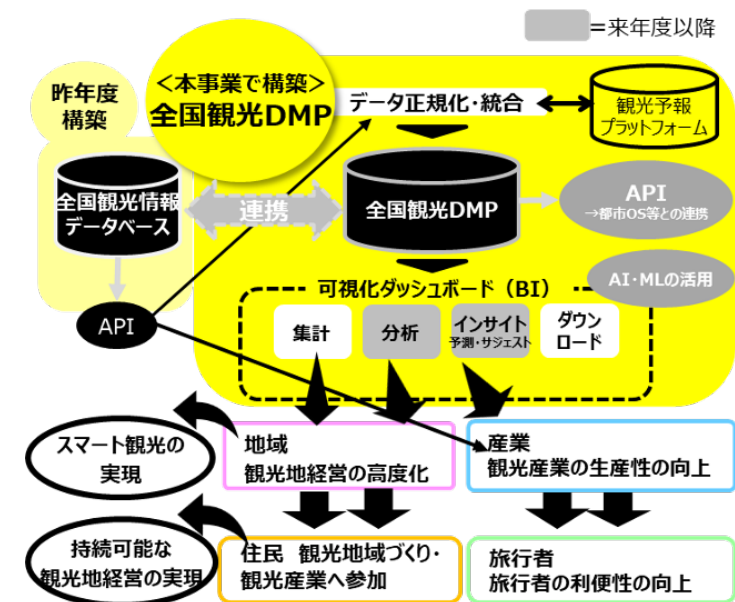 =来年度以降
昨年度
構築
<本事業で構築>
全国観光DMP
データ正規化・統合
観光予報
プラットフォーム
全国観光情報
データベース
連携
全国観光DMP
API
→都市OS等との連携
AI・MLの活用
可視化ダッシュボード（BI）
API
集計
分析
インサイト
予測・サジェスト
ダウン
ロード
スマート観光の
実現
地域
観光地経営の高度化
産業
観光産業の生産性の向上
持続可能な
観光地経営の実現
住民 観光地域づくり・
観光産業へ参加
旅行者
旅行者の利便性の向上